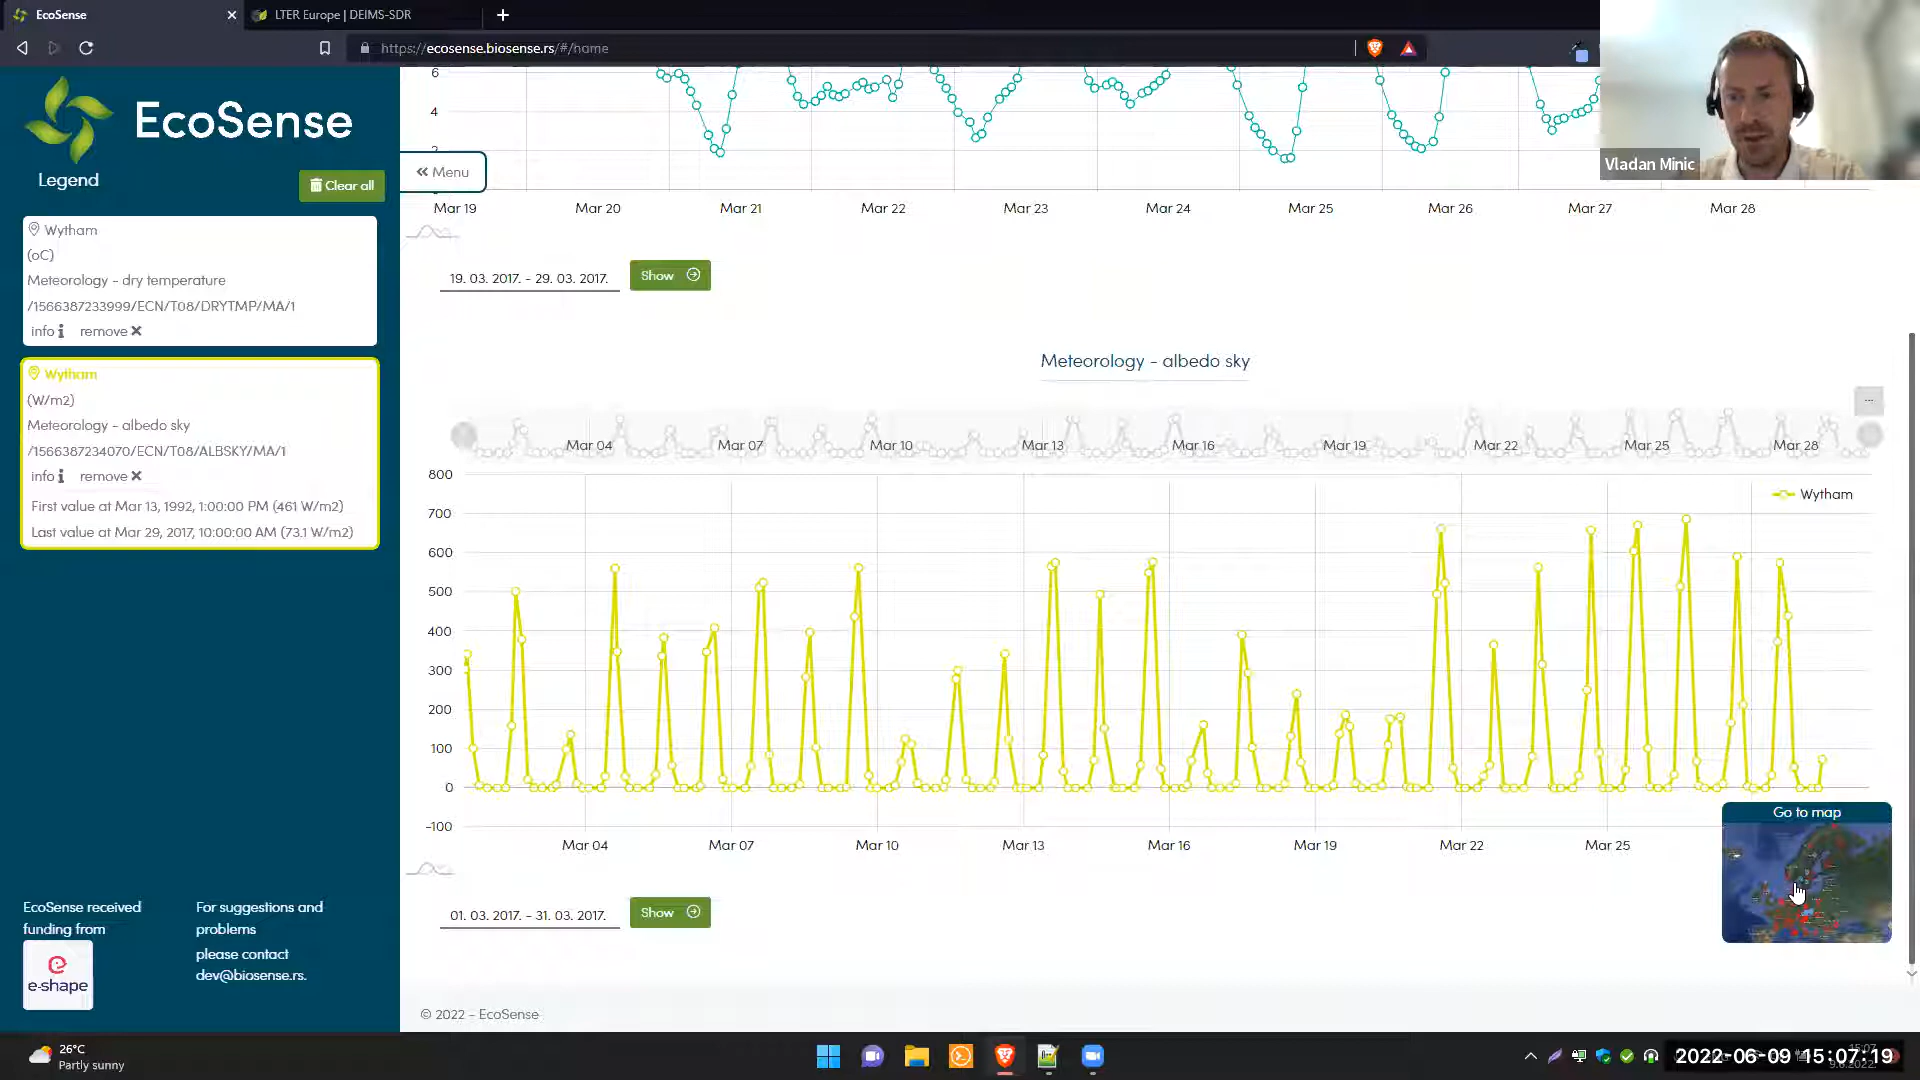 EcoSense
LTER Europe | DEIMS-SDR
https://ecosense.biosense.rs/#/home
Vladan Minic
EcoSense
Legend
Clear all
Wytham
(oC)
Meteorology - dry temperature
/1566387233999/ECN/T08/DRYTMP/MA/1
info remove
Wytham
(W/m2)
Meteorology - albedo sky
/1566387234070/ECN/T08/ALBSKY/MA/1
info remove
First value at Mar 13, 1992, 1:00:00 PM (461 W/m2)
Last value at Mar 29, 2017, 10:00:00 AM (73.1 W/m2)
EcoSense received
funding from
e-shape
For suggestions and
problems
please contact
dev@biosense.rs.
Menu
6
4
2
Mar 19 Mar 20 Mar 21 Mar 22 Mar 23 Mar 24 Mar 25 Mar 26 Mar 27 Mar 28
19. 03. 2017. - 29. 03. 2017.
Show
Meteorology - albedo sky
...
Mar 04 Mar 07 Mar 10 Mar 13 Mar 16 Mar 19 Mar 22 Mar 25 Mar 28
Wytham
800
700
600
500
400
300
200
100
0
-100
Mar 04 Mar 07 Mar 10 Mar 13 Mar 16 Mar 19 Mar 22 Mar 25
Go to map
01. 03. 2017. - 31. 03. 2017.
Show
© 2022 - EcoSense
26°C
Partly sunny
2022-06-09 15:07:19